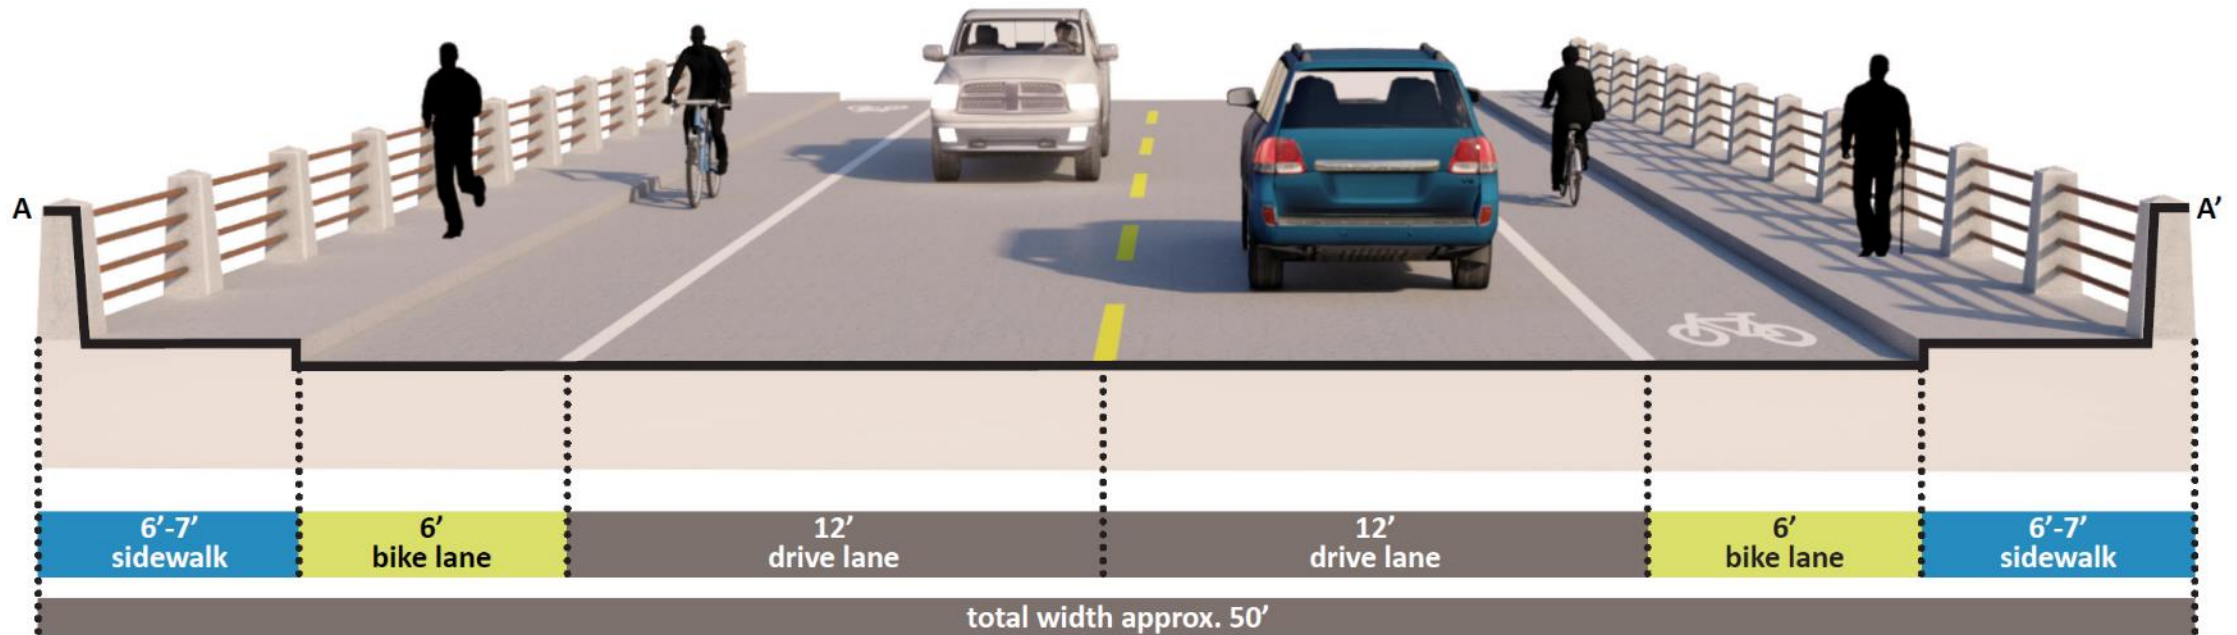 A
A’
6’-7’
sidewalk
6’
bike lane
12’
drive lane
12’
drive lane
6’
bike lane
6’-7’
sidewalk
total width approx. 50’